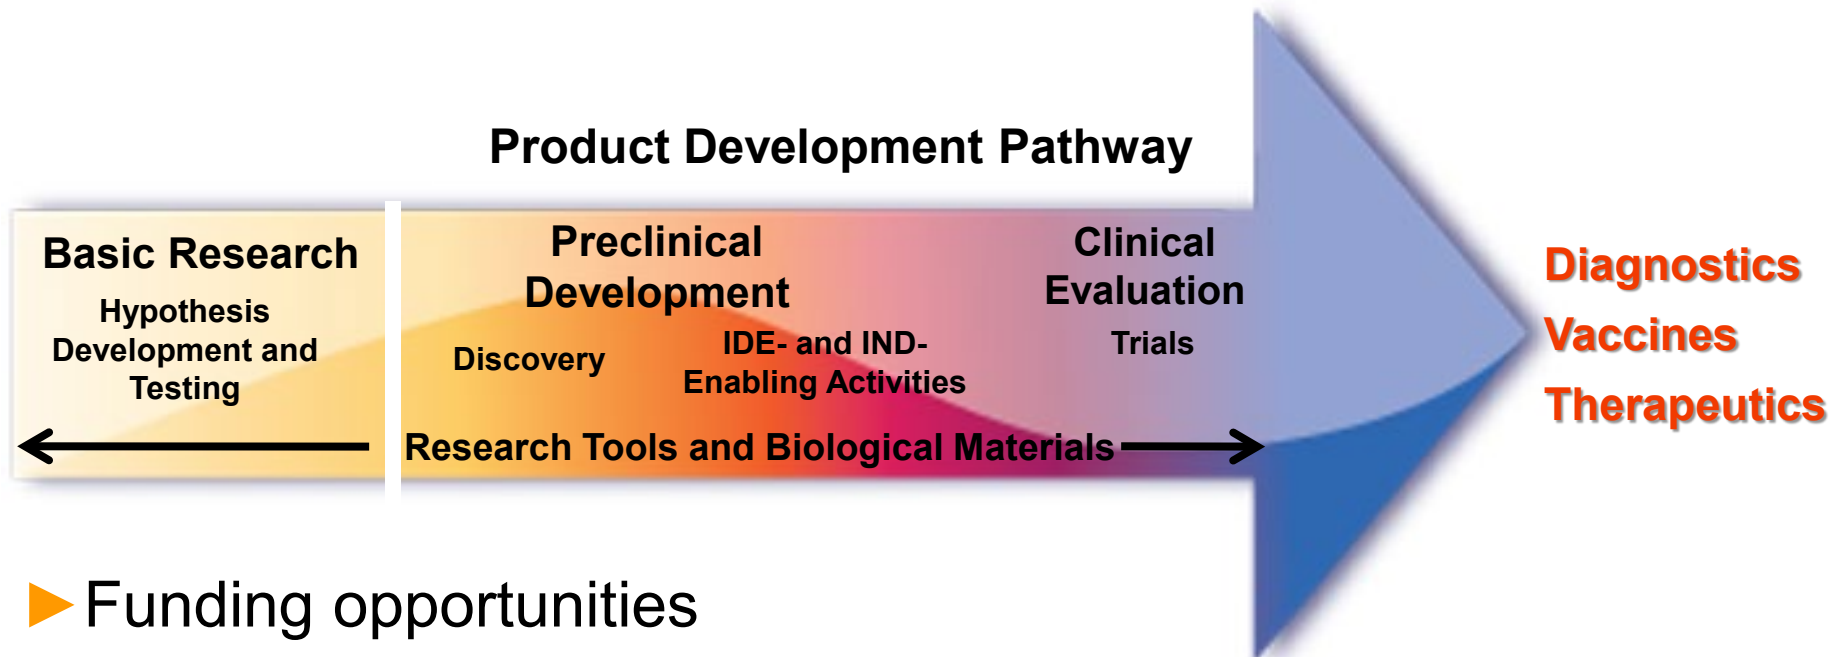 Product Development Pathway
Basic Research
Hypothesis
Development and
Testing
Preclinical
Development
Discovery
IDE- and IND-
Enabling Activities
Clinical
Evaluation
Trials
Research Tools and Biological Materials
Diagnostics
Vaccines
Therapeutics
►Funding opportunities